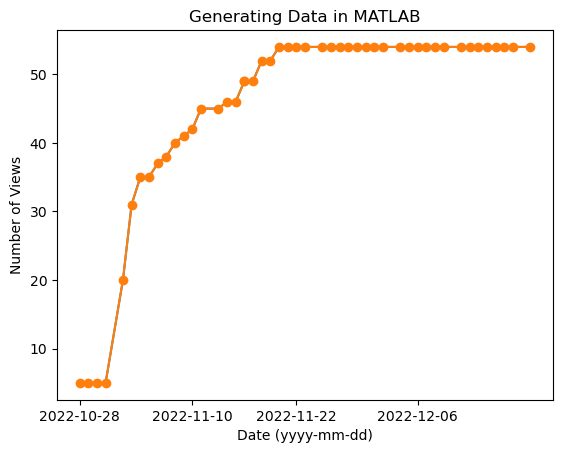 Generating Data in MATLAB
Number of Views
50
40
30
20
10
2022-10-28 2022-11-10 2022-11-22 2022-12-06
Date (yyyy-mm-dd)